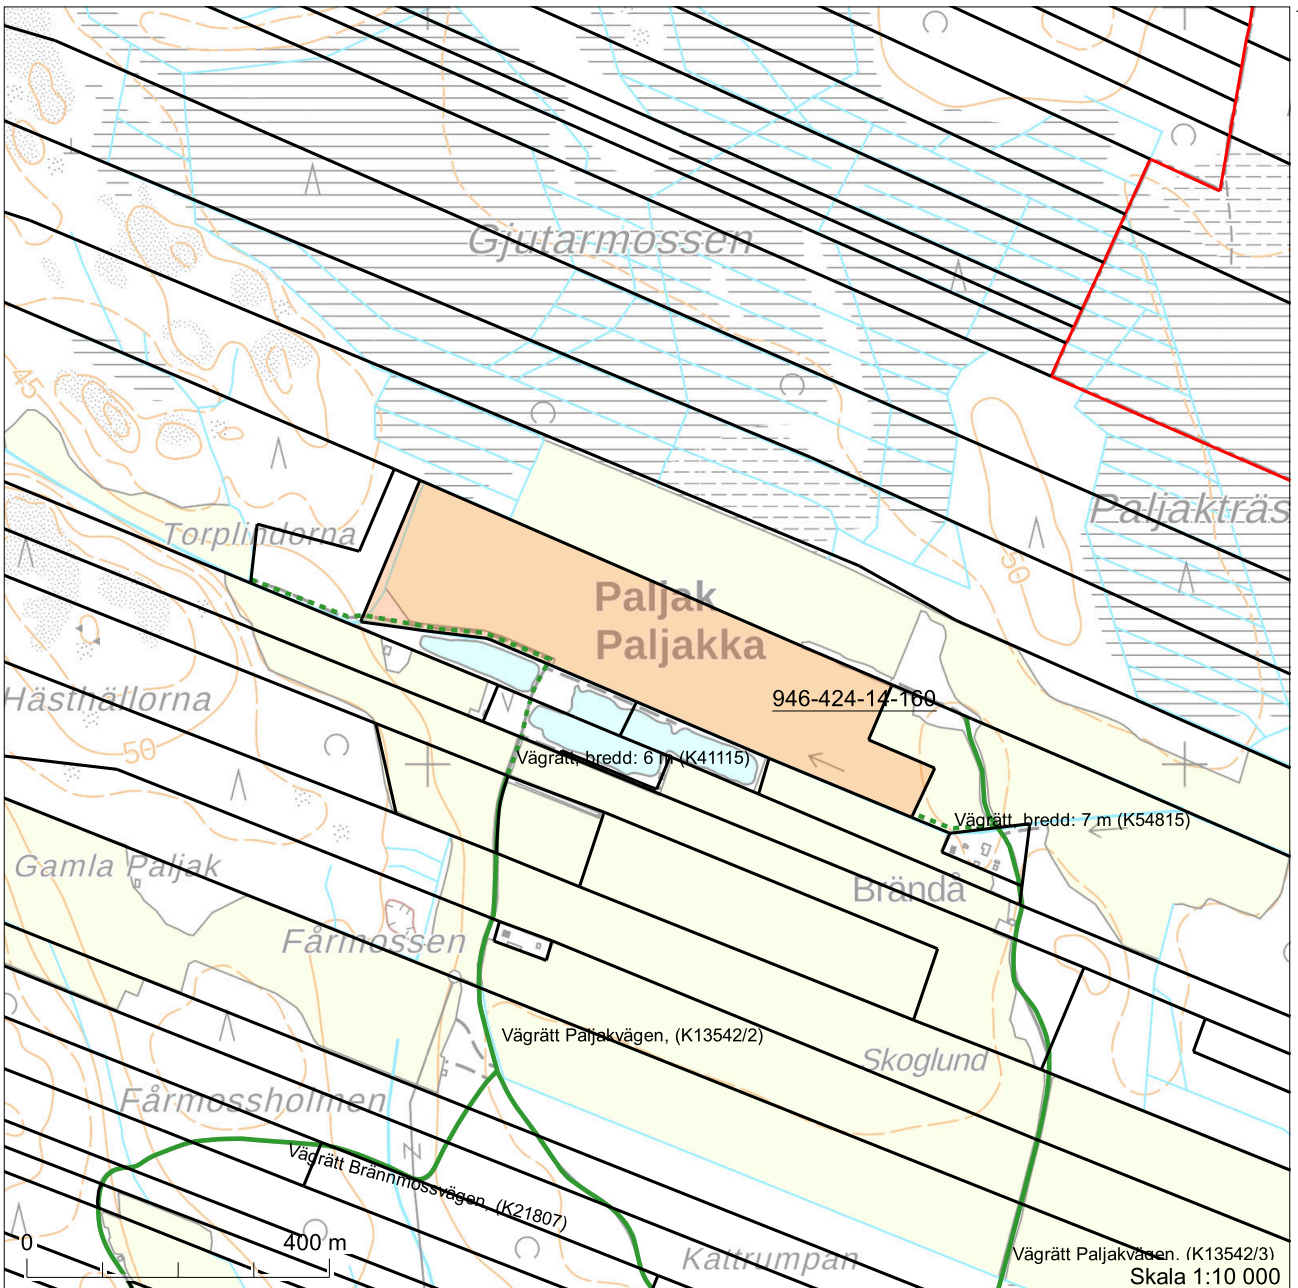 Gjutarmossen
45
Paljakträs
50
Torplindorna
Paljak
Paljakka
946-424-14-160
Hästhällorna
50
Vägrätt, bredd: 6 m (K41115)
Vägrätt, bredd: 7 m (K54815)
Gamla Paljak
Brändå
Fårmossen
Vägrätt Paljakvägen, (K13542/2)
Skoglund
Fårmossholmen
Vägrätt Brännmossvägen, (K21807)
0
400 m
Kattrumpan
Vägrätt Paljakvägen, (K13542/3)
Skala 1:10 000